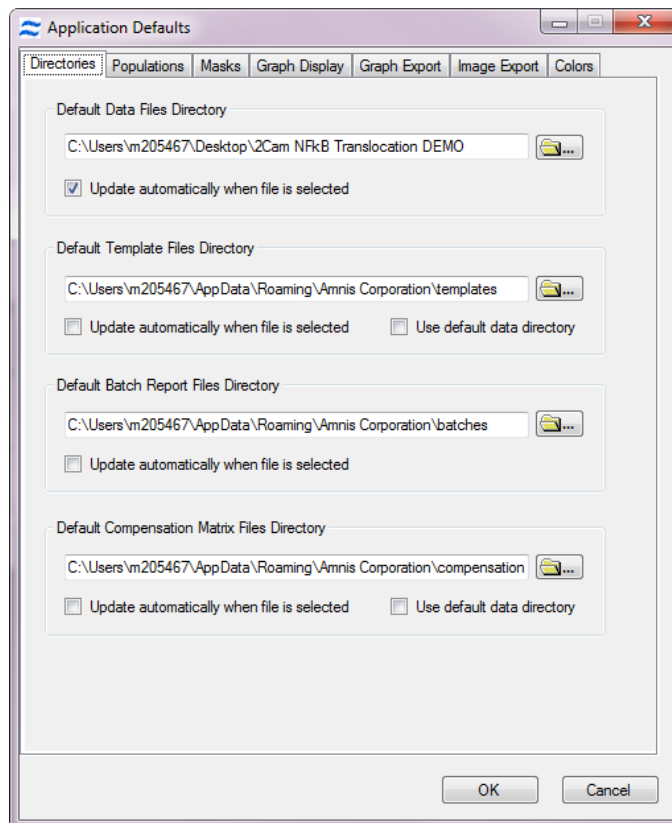 Application Defaults
Directories Populations Masks Graph Display Graph Export Image Export Colors
Default Data Files Directory
C:\Users\m205467\Desktop\2Cam NFkB Translocation DEMO
...
Update automatically when file is selected
Default Template Files Directory
C:\Users\m205467\AppData\Roaming\Amnis Corporation\templates
...
Update automatically when file is selected Use default data directory
Default Batch Report Files Directory
C:\Users\m205467\AppData\Roaming\Amnis Corporation\batches
...
Update automatically when file is selected
Default Compensation Matrix Files Directory
C:\Users\m205467\AppData\Roaming\Amnis Corporation\compensation
...
Update automatically when file is selected Use default data directory
OK Cancel